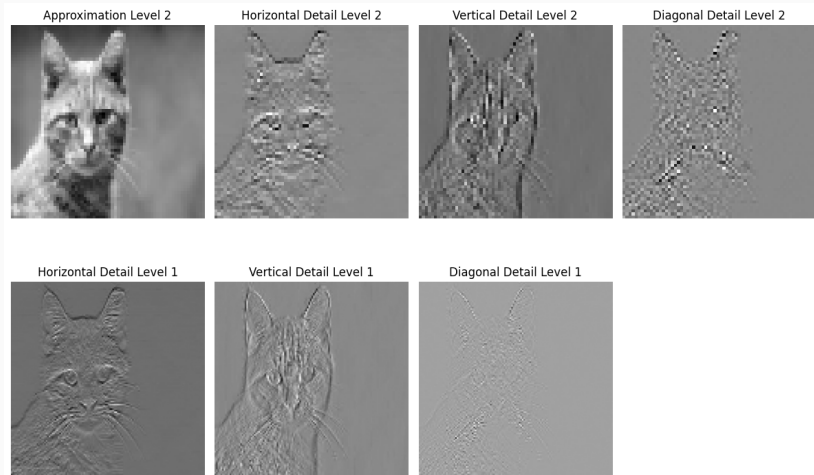 Approximation Level 2
Horizontal Detail Level 2
Vertical Detail Level 2
Diagonal Detail Level 2
Horizontal Detail Level 1
Vertical Detail Level 1
Diagonal Detail Level 1